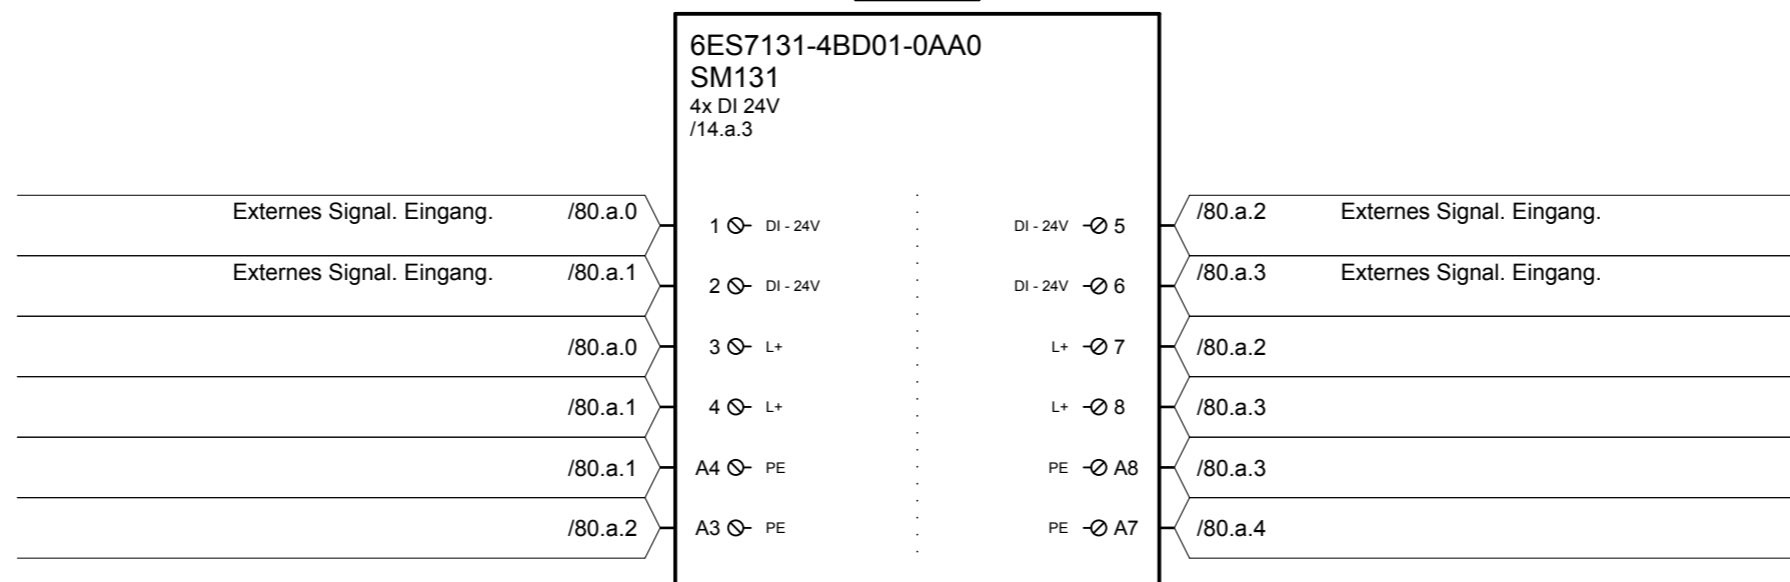 6ES7131-4BD01-0AA0
SM131
4x DI 24V
/14.a.3
Externes Signal. Eingang. /80.a.0 1 DI - 24V DI - 24V 5 /80.a.2 Externes Signal. Eingang.
Externes Signal. Eingang. /80.a.1 2 DI - 24V DI - 24V 6 /80.a.3 Externes Signal. Eingang.
/80.a.0 3 L+ L+ 7 /80.a.2
/80.a.1 4 L+ L+ 8 /80.a.3
/80.a.1 A4 PE PE A8 /80.a.3
/80.a.2 A3 PE PE A7 /80.a.4